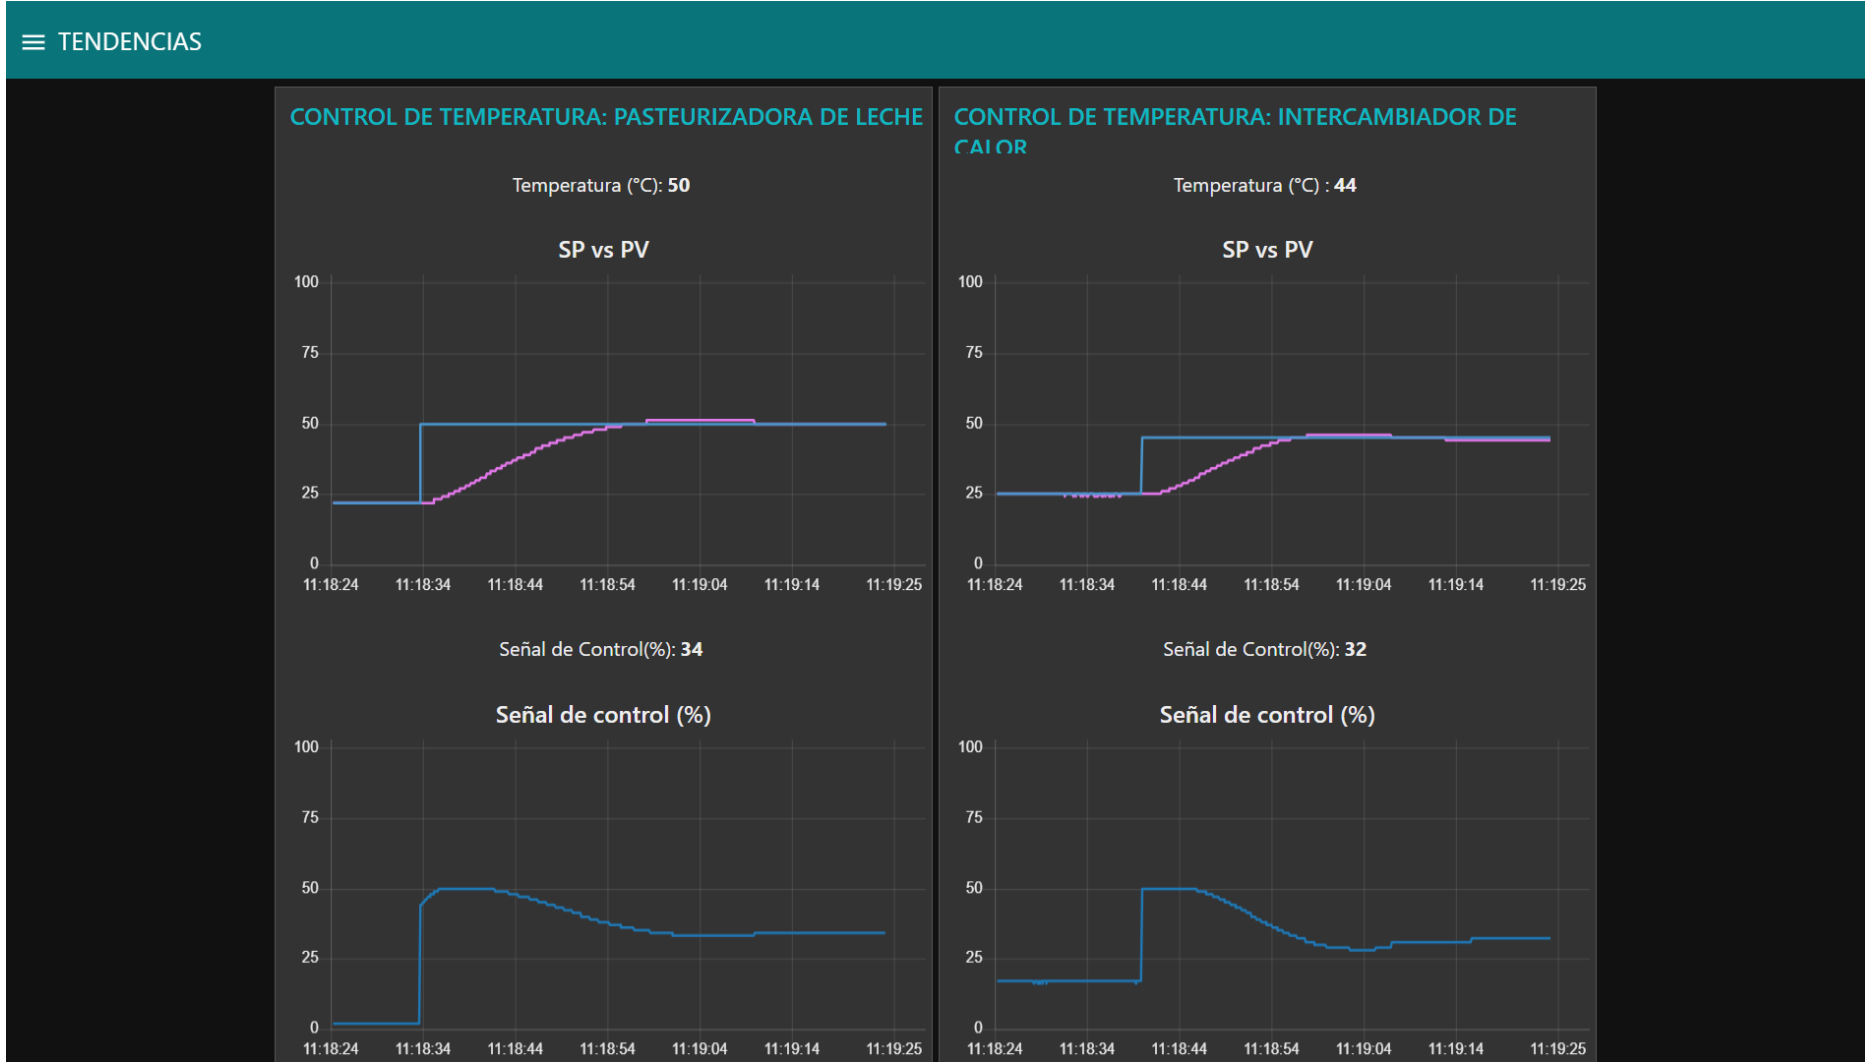 TENDENCIAS
CONTROL DE TEMPERATURA: PASTEURIZADORA DE LECHE
Temperatura (°C): 50
SP vs PV
100
75
50
25
0
11:18:24 11:18:34 11:18:44 11:18:54 11:19:04 11:19:14 11:19:25
Señal de Control(%): 34
Señal de control (%)
100
75
50
25
0
11:18:24 11:18:34 11:18:44 11:18:54 11:19:04 11:19:14 11:19:25
CONTROL DE TEMPERATURA: INTERCAMBIADOR DE
CALOR
Temperatura (°C) : 44
SP vs PV
100
75
50
25
0
11:18:24 11:18:34 11:18:44 11:18:54 11:19:04 11:19:14 11:19:25
Señal de Control(%): 32
Señal de control (%)
100
75
50
25
0
11:18:24 11:18:34 11:18:44 11:18:54 11:19:04 11:19:14 11:19:25